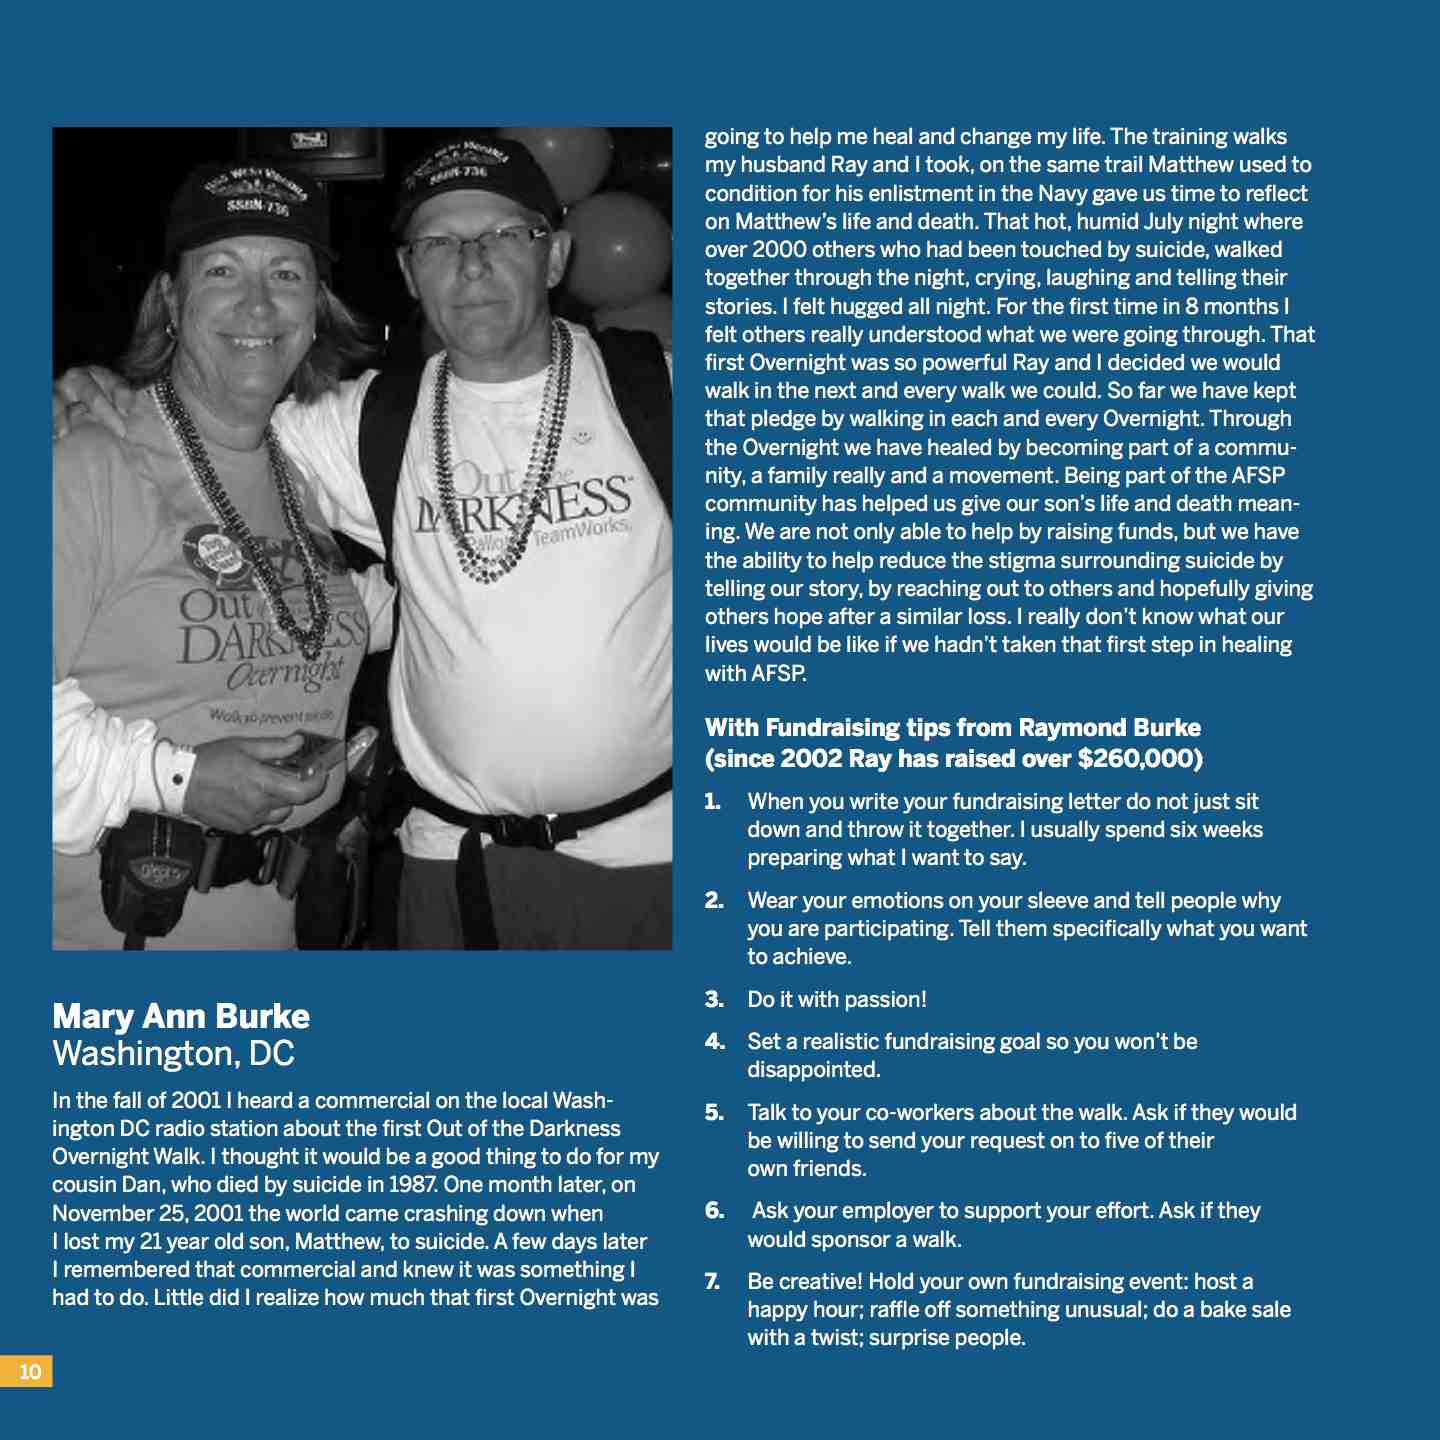 SSBN-736
SSBN-736
Out of the
DARKNESS
TeamWorks.
Out of
DARKNESS
Overnight
Walk to prevent suicide
Mary Ann Burke
Washington, DC
In the fall of 2001 I heard a commercial on the local Wash-
ington DC radio station about the first Out of the Darkness
Overnight Walk. I thought it would be a good thing to do for my
cousin Dan, who died by suicide in 1987. One month later, on
November 25, 2001 the world came crashing down when
I lost my 21 year old son, Matthew, to suicide. A few days later
I remembered that commercial and knew it was something I
had to do. Little did I realize how much that first Overnight was
going to help me heal and change my life. The training walks
my husband Ray and I took, on the same trail Matthew used to
condition for his enlistment in the Navy gave us time to reflect
on Matthew's life and death. That hot, humid July night where
over 2000 others who had been touched by suicide, walked
together through the night, crying, laughing and telling their
stories. I felt hugged all night. For the first time in 8 months I
felt others really understood what we were going through. That
first Overnight was so powerful Ray and I decided we would
walk in the next and every walk we could. So far we have kept
that pledge by walking in each and every Overnight. Through
the Overnight we have healed by becoming part of a commu-
nity, a family really and a movement. Being part of the AFSP
community has helped us give our son's life and death mean-
ing. We are not only able to help by raising funds, but we have
the ability to help reduce the stigma surrounding suicide by
telling our story, by reaching out to others and hopefully giving
others hope after a similar loss. I really don't know what our
lives would be like if we hadn't taken that first step in healing
with AFSP.
With Fundraising tips from Raymond Burke
(since 2002 Ray has raised over $260,000)
1. When you write your fundraising letter do not just sit
down and throw it together. I usually spend six weeks
preparing what I want to say.
2. Wear your emotions on your sleeve and tell people why
you are participating. Tell them specifically what you want
to achieve.
3. Do it with passion!
4. Set a realistic fundraising goal so you won't be
disappointed.
5. Talk to your co-workers about the walk. Ask if they would
be willing to send your request on to five of their
own friends.
6. Ask your employer to support your effort. Ask if they
would sponsor a walk.
7. Be creative! Hold your own fundraising event: host a
happy hour; raffle off something unusual; do a bake sale
with a twist; surprise people.
10